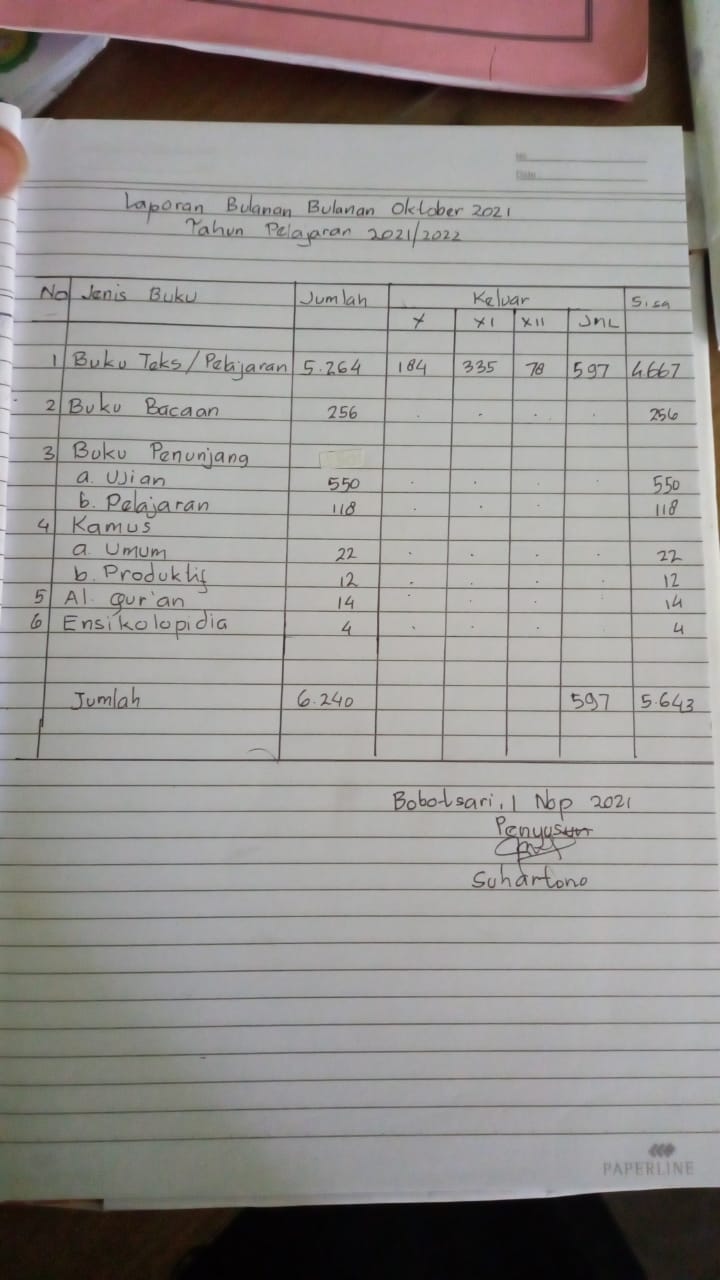 No
Date
Laporan Bulanan Bulanan Oktober 2021
Tahun Pelajaran 2021/2022
No Jenis Buku Jumlah Keluar Sisa
X XI XII JML
1 Buku Teks/Pelajaran 5.264 184 335 78 597 4667
2 Buku Bacaan 256 . . . . 256
3 Buku Penunjang
a. Ujian 550 . . . . 550
b. Pelajaran 118 . . . . 118
4 Kamus
a. Umum 22 . . . . 22
b. Produktif 12 . . . . 12
5 Al. Qur'an 14 . . . . 14
6 Ensikolopidia 4 . . . . 4
Jumlah 6.240 597 5.643
Bobotsari, 1 Nop 2021
Penyusun
Suhartono
PAPERLINE